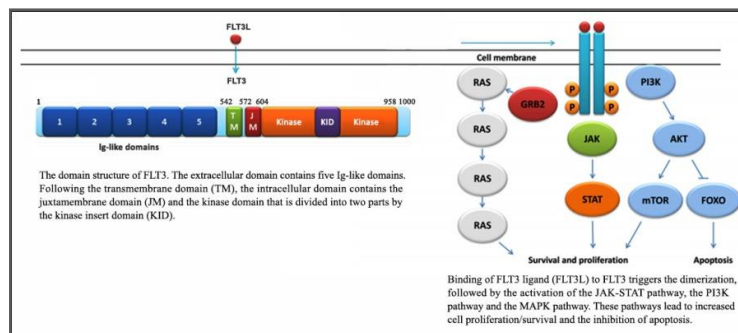 FLT3L
FLT3
1
542 572 604
958 1000
1 2 3 4 5
TM
JM
Kinase KID Kinase
Ig-like domains
The domain structure of FLT3. The extracellular domain contains five Ig-like domains.
Following the transmembrane domain (TM), the intracellular domain contains the
juxtamembrane domain (JM) and the kinase domain that is divided into two parts by
the kinase insert domain (KID).
Cell membrane
RAS
GRB2
P P
P P
PI3K
RAS
JAK
AKT
RAS
STAT
mTOR
FOXO
RAS
Survival and proliferation
Apoptosis
Binding of FLT3 ligand (FLT3L) to FLT3 triggers the dimerization,
followed by the activation of the JAK-STAT pathway, the PI3K
pathway and the MAPK pathway. These pathways lead to increased
cell proliferation/survival and the inhibition of apoptosis.